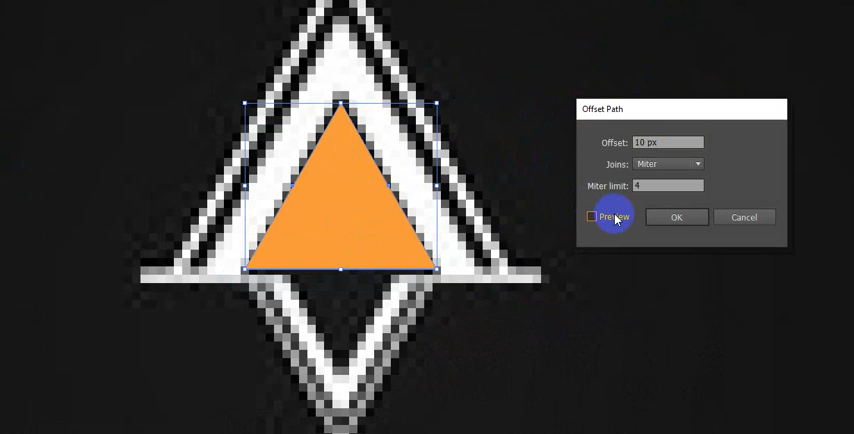 Offset Path
Offset: 10 px
Joins: Miter
Miter limit: 4
Preview OK Cancel